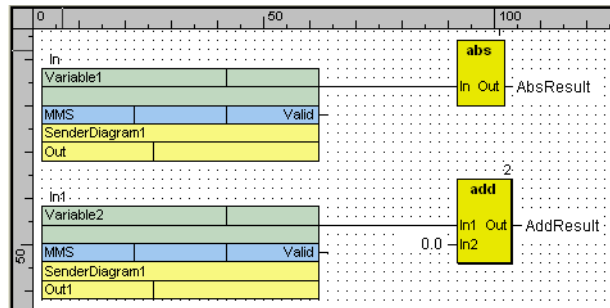 0 50 100
abs
In
Variable1
In Out AbsResult
MMS Valid
SenderDiagram1
Out
2
In1
add
Variable2
In1 Out AddResult
0.0 In2
50
MMS Valid
SenderDiagram1
Out1